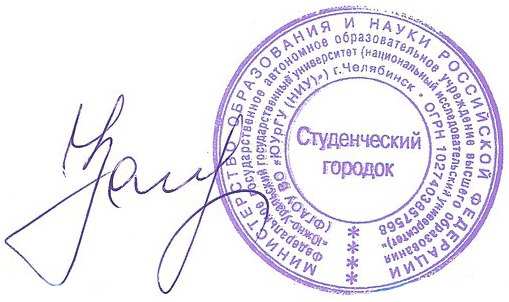 МИНИСТЕРСТВО ОБРАЗОВАНИЯ И НАУКИ РОССИЙСКОЙ ФЕДЕРАЦИИ
Федеральное государственное автономное образовательное учреждение высшего образования
«Южно-Уральский государственный университет (национальный исследовательский университет)»
(ФГАОУ ВО «ЮУрГУ (НИУ)») г.Челябинск * ОГРН 1027403857568
Студенческий
городок
* * * *